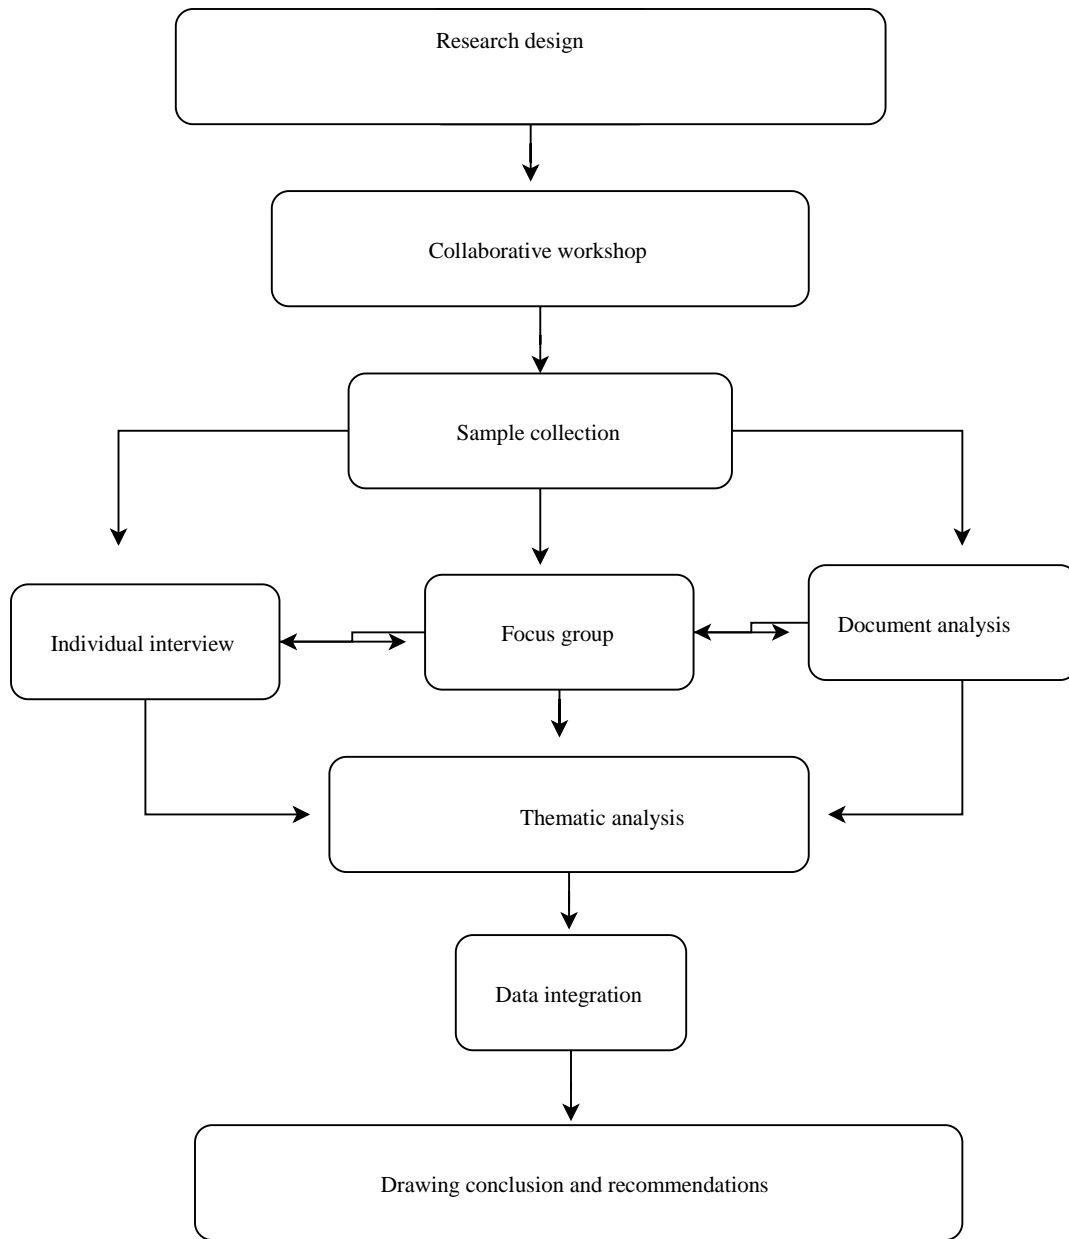 Research design
Collaborative workshop
Sample collection
Individual interview
Focus group
Document analysis
Thematic analysis
Data integration
Drawing conclusion and recommendations